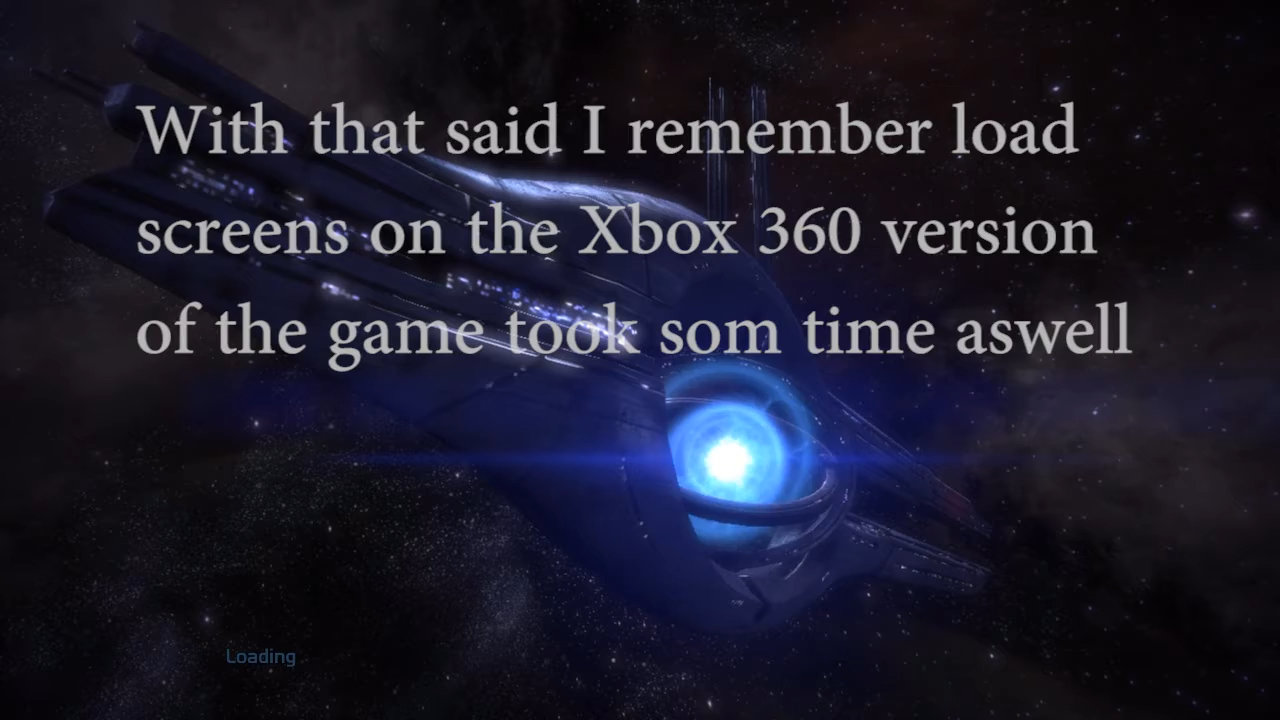 With that said I remember load
screens on the Xbox 360 version
of the game took som time aswell
Loading